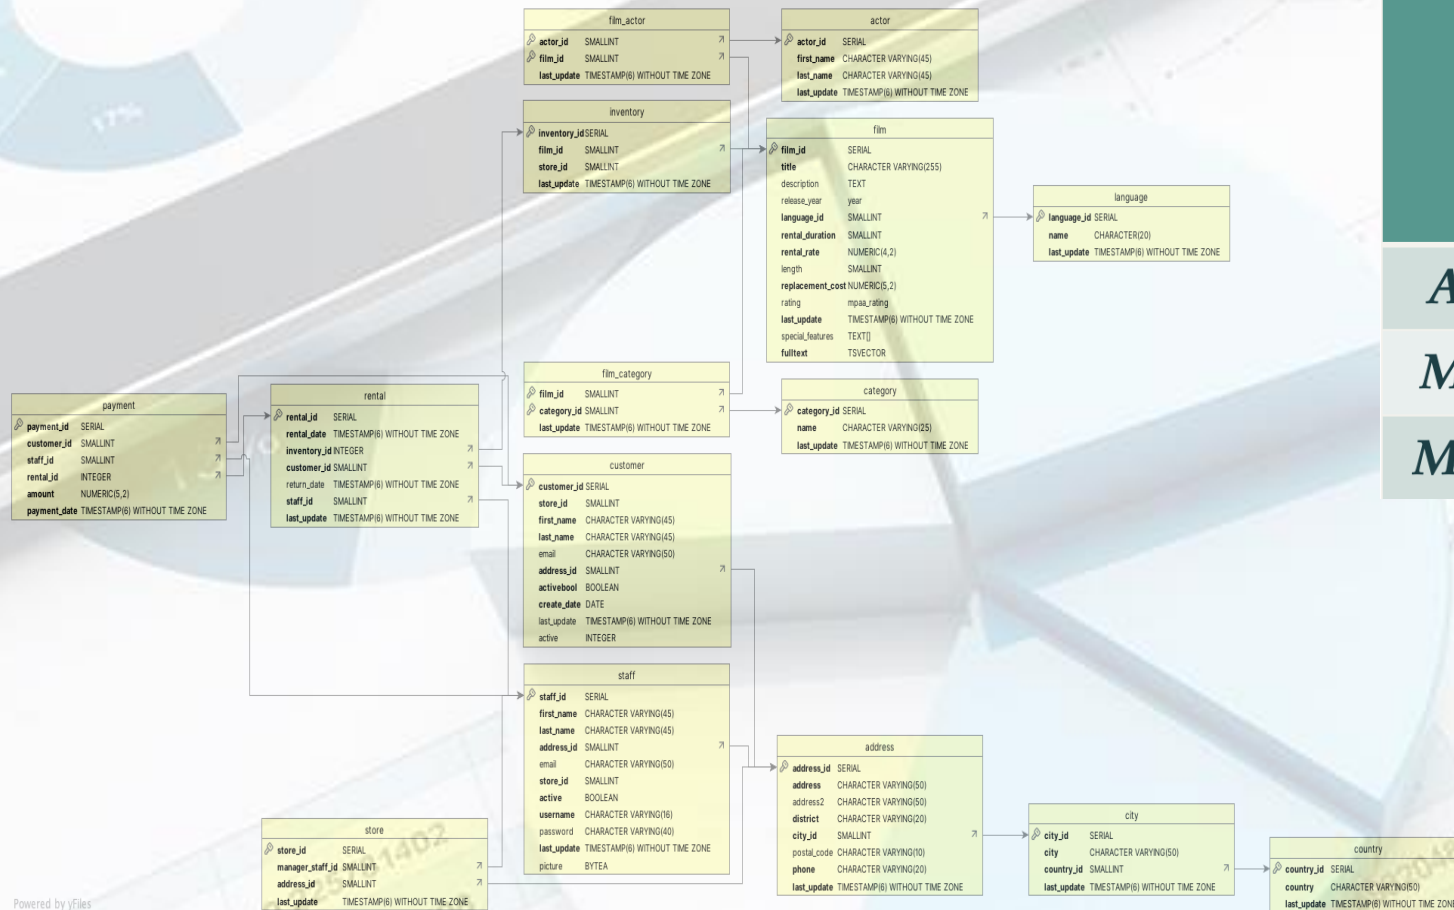 film_actor
actor_id SMALLINT
film_id SMALLINT
last_update TIMESTAMP(6) WITHOUT TIME ZONE
actor
actor_id SERIAL
first_name CHARACTER VARYING(45)
last_name CHARACTER VARYING(45)
last_update TIMESTAMP(6) WITHOUT TIME ZONE
inventory
inventory_id SERIAL
film_id SMALLINT
store_id SMALLINT
last_update TIMESTAMP(6) WITHOUT TIME ZONE
film
film_id SERIAL
title CHARACTER VARYING(255)
description TEXT
release_year year
language_id SMALLINT
rental_duration SMALLINT
rental_rate NUMERIC(4,2)
length SMALLINT
replacement_cost NUMERIC(5,2)
rating mpaa_rating
last_update TIMESTAMP(6) WITHOUT TIME ZONE
special_features TEXT[]
fulltext TSVECTOR
language
language_id SERIAL
name CHARACTER(20)
last_update TIMESTAMP(6) WITHOUT TIME ZONE
A
M
M
17%
film_category
film_id SMALLINT
category_id SMALLINT
last_update TIMESTAMP(6) WITHOUT TIME ZONE
category
category_id SERIAL
name CHARACTER VARYING(25)
last_update TIMESTAMP(6) WITHOUT TIME ZONE
payment
payment_id SERIAL
customer_id SMALLINT
staff_id SMALLINT
rental_id INTEGER
amount NUMERIC(5,2)
payment_date TIMESTAMP(6) WITHOUT TIME ZONE
rental
rental_id SERIAL
rental_date TIMESTAMP(6) WITHOUT TIME ZONE
inventory_id INTEGER
customer_id SMALLINT
return_date TIMESTAMP(6) WITHOUT TIME ZONE
staff_id SMALLINT
last_update TIMESTAMP(6) WITHOUT TIME ZONE
customer
customer_id SERIAL
store_id SMALLINT
first_name CHARACTER VARYING(45)
last_name CHARACTER VARYING(45)
email CHARACTER VARYING(50)
address_id SMALLINT
activebool BOOLEAN
create_date DATE
last_update TIMESTAMP(6) WITHOUT TIME ZONE
active INTEGER
staff
staff_id SERIAL
first_name CHARACTER VARYING(45)
last_name CHARACTER VARYING(45)
address_id SMALLINT
email CHARACTER VARYING(50)
store_id SMALLINT
active BOOLEAN
username CHARACTER VARYING(16)
password CHARACTER VARYING(40)
last_update TIMESTAMP(6) WITHOUT TIME ZONE
picture BYTEA
address
address_id SERIAL
address CHARACTER VARYING(50)
address2 CHARACTER VARYING(50)
district CHARACTER VARYING(20)
city_id SMALLINT
postal_code CHARACTER VARYING(10)
phone CHARACTER VARYING(20)
last_update TIMESTAMP(6) WITHOUT TIME ZONE
city
city_id SERIAL
city CHARACTER VARYING(50)
country_id SMALLINT
last_update TIMESTAMP(6) WITHOUT TIME ZONE
country
country_id SERIAL
country CHARACTER VARYING(50)
last_update TIMESTAMP(6) WITHOUT TIME ZONE
store
store_id SERIAL
manager_staff_id SMALLINT
address_id SMALLINT
last_update TIMESTAMP(6) WITHOUT TIME ZONE
Powered by yFiles